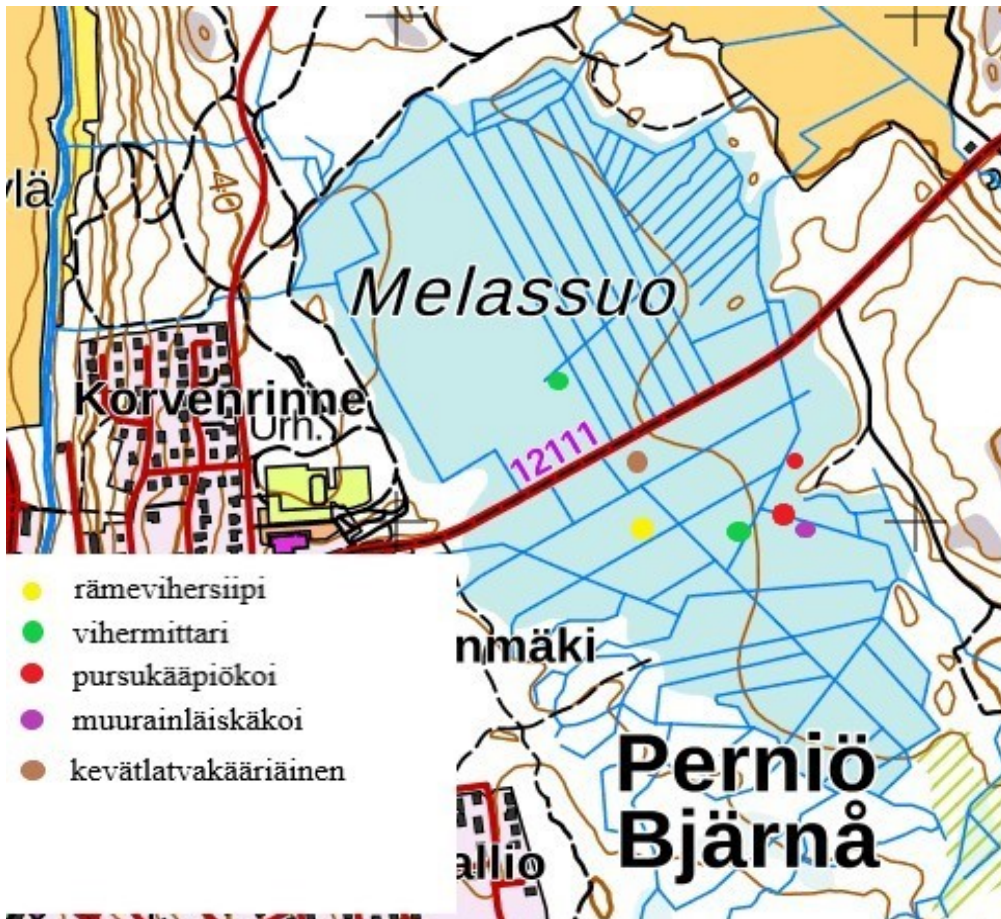 ylä
40
Melassuo
Korvenrinne
Urh.
12111
rämevihersiipi
vihermittari
pursukääpiökoi
muurainläiskäkoi
kevätlatvakääriäinen
nmäki
Perniö
Bjärnå
allio